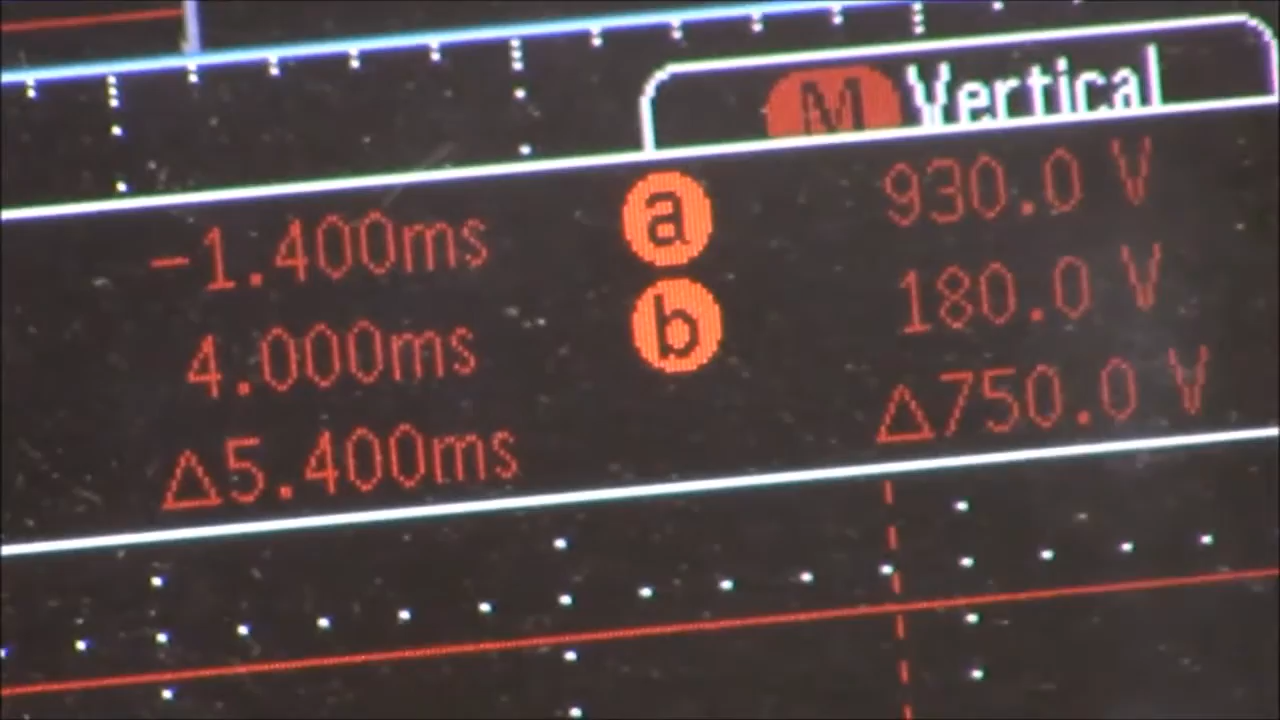 M Vertical
-1.400ms a 930.0 V
4.000ms b 180.0 V
Δ5.400ms Δ750.0 V